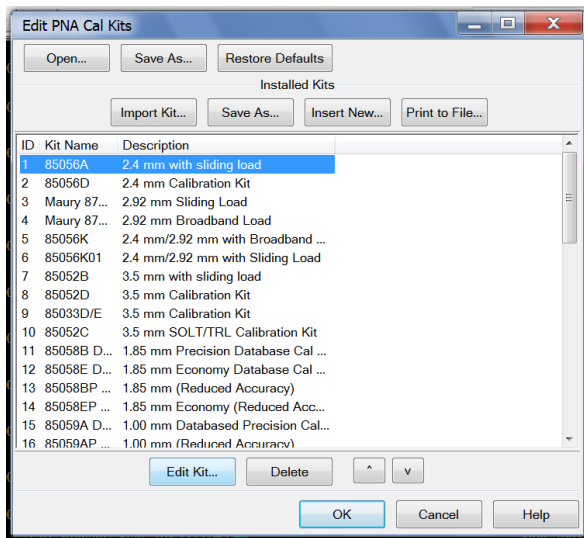 Edit PNA Cal Kits
Open... Save As... Restore Defaults
Installed Kits
Import Kit... Save As... Insert New... Print to File...
ID Kit Name Description
1 85056A 2.4 mm with sliding load
2 85056D 2.4 mm Calibration Kit
3 Maury 87... 2.92 mm Sliding Load
4 Maury 87... 2.92 mm Broadband Load
5 85056K 2.4 mm/2.92 mm with Broadband ...
6 85056K01 2.4 mm/2.92 mm with Sliding Load
7 85052B 3.5 mm with sliding load
8 85052D 3.5 mm Calibration Kit
9 85033D/E 3.5 mm Calibration Kit
10 85052C 3.5 mm SOLT/TRL Calibration Kit
11 85058B D... 1.85 mm Precision Database Cal ...
12 85058E D... 1.85 mm Economy Database Cal ...
13 85058BP ... 1.85 mm (Reduced Accuracy)
14 85058EP ... 1.85 mm Economy (Reduced Acc...
15 85059A D... 1.00 mm Databased Precision Cal...
16 85059AP ... 1.00 mm (Reduced Accuracy)
Edit Kit... Delete ^ v
OK Cancel Help